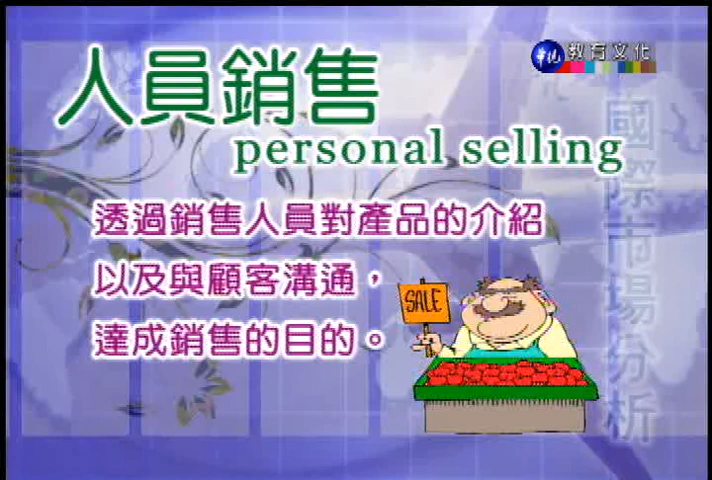 人員銷售
華視 教育文化
personal selling
透過銷售人員對產品的介紹
以及與顧客溝通，
達成銷售的目的。
SALE
國際市場分析